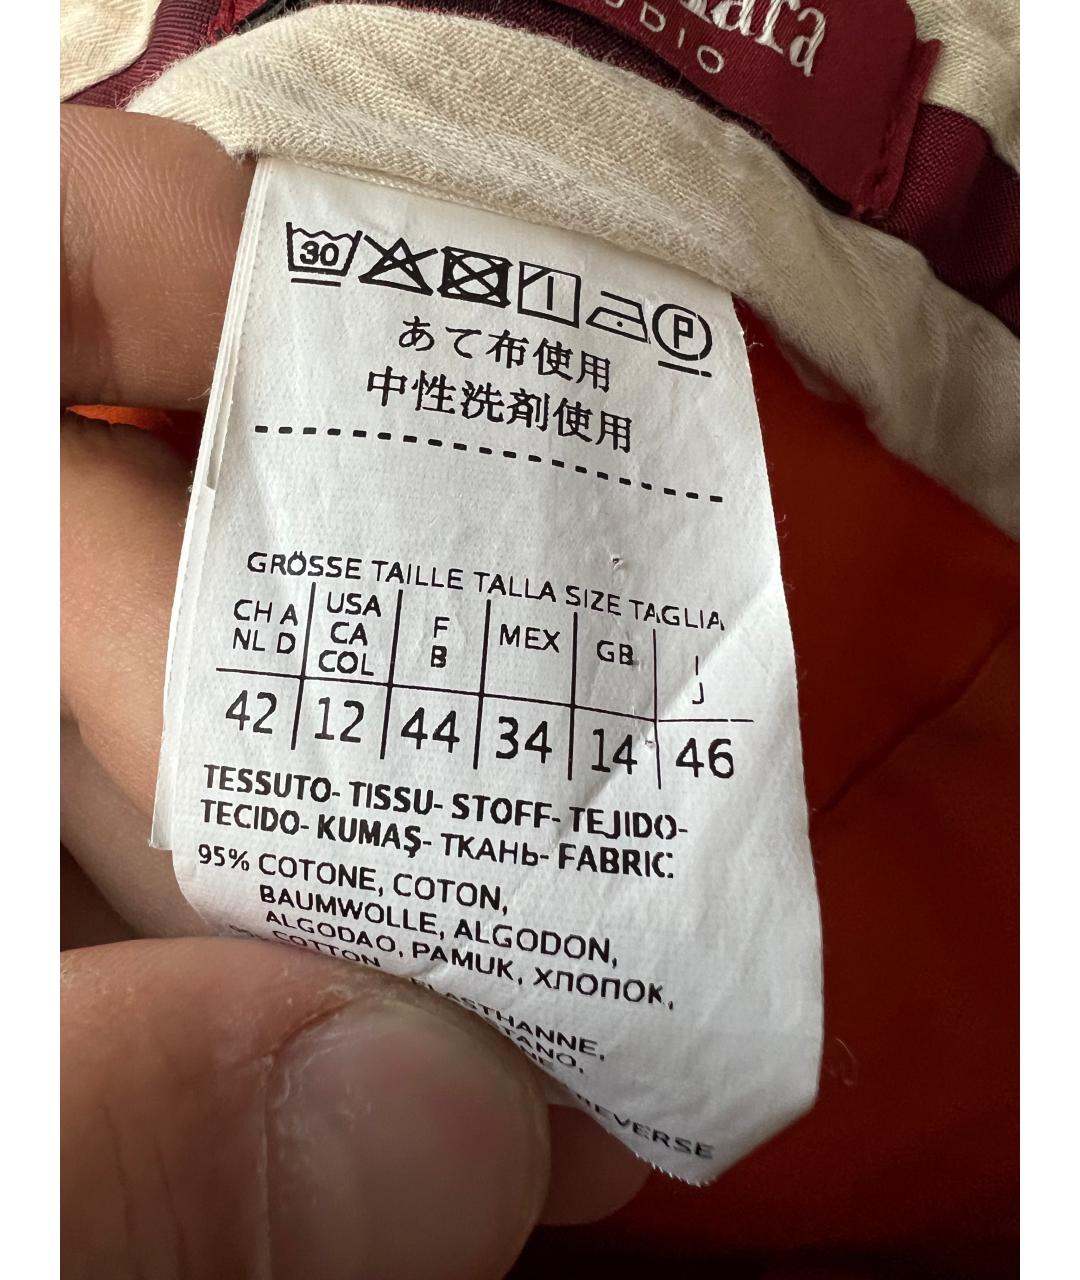 30
P
あて布使用
中性洗剤使用
GRÖSSE TAILLE TALLA SIZE TAGLIA
CH A USA F MEX GB I
NL D CA B J
COL
42 12 44 34 14 46
TESSUTO- TISSU- STOFF- TEJIDO-
TECIDO- KUMAŞ- ТКАНЬ- FABRIC:
95% COTONE, COTON,
BAUMWOLLE, ALGODON,
ALGODAO, PAMUK, ХЛОПОК,
COTTON
ELASTHANNE,
REVERSE